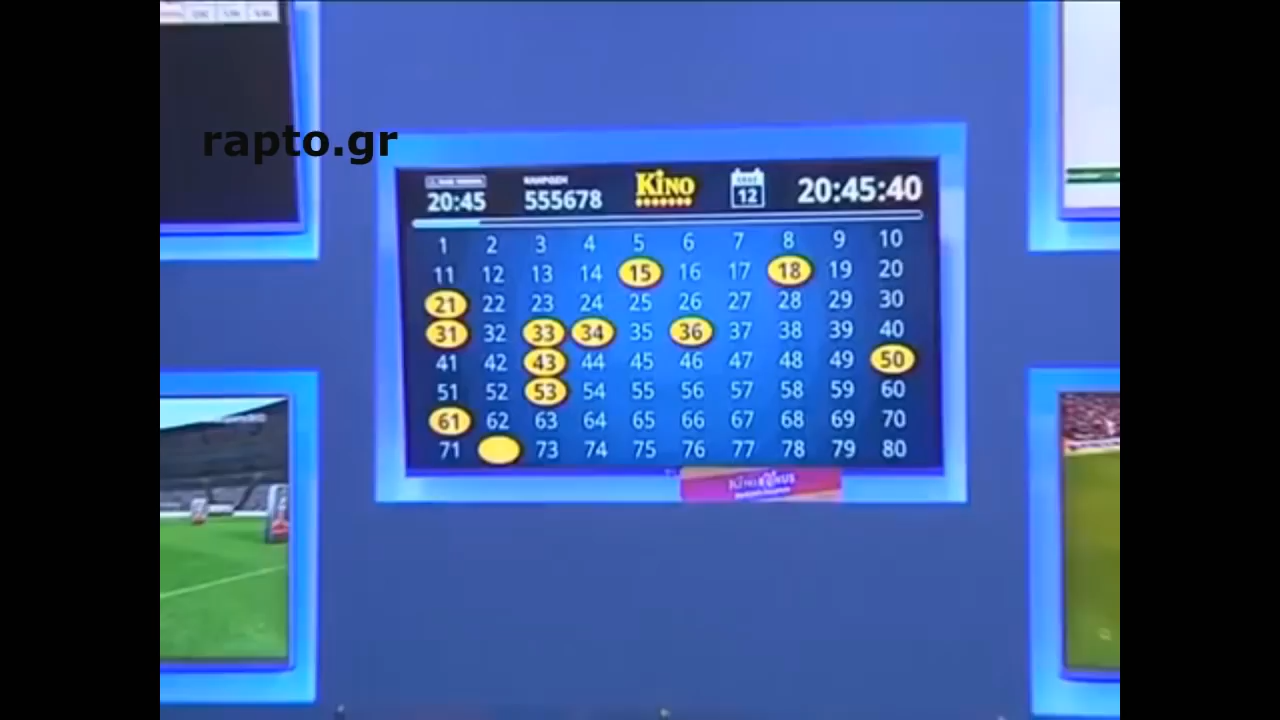 rapto.gr
20:45 555678 KINO 12 20:45:40
1 2 3 4 5 6 7 8 9 10
11 12 13 14 15 16 17 18 19 20
21 22 23 24 25 26 27 28 29 30
31 32 33 34 35 36 37 38 39 40
41 42 43 44 45 46 47 48 49 50
51 52 53 54 55 56 57 58 59 60
61 62 63 64 65 66 67 68 69 70
71 73 74 75 76 77 78 79 80